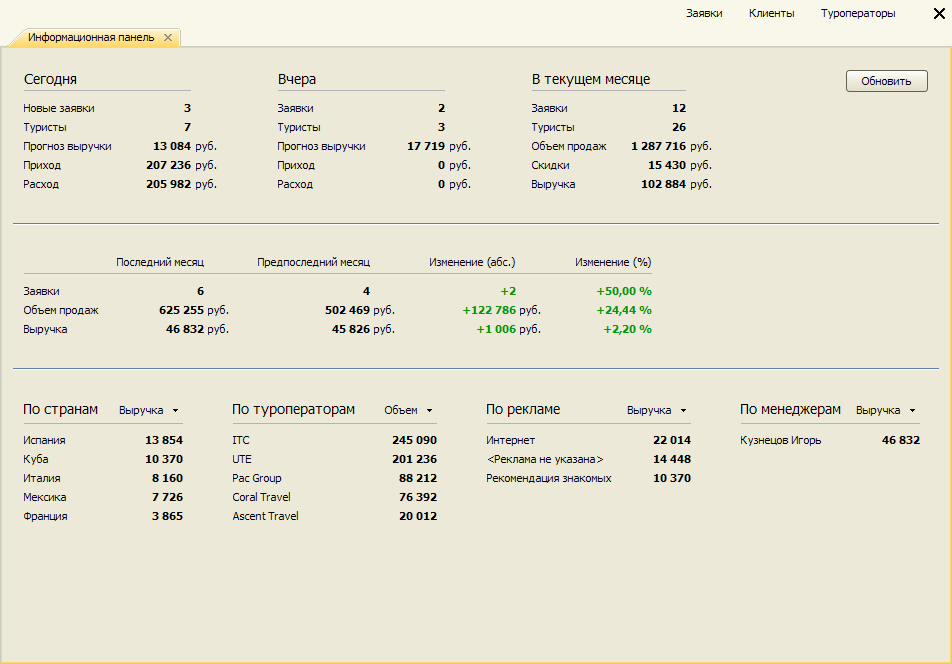 Заявки Клиенты Туроператоры
Информационная панель
Сегодня Вчера В текущем месяце Обновить
Новые заявки 3 Заявки 2 Заявки 12
Туристы 7 Туристы 3 Туристы 26
Прогноз выручки 13 084 руб. Прогноз выручки 17 719 руб. Объем продаж 1 287 716 руб.
Приход 207 236 руб. Приход 0 руб. Скидки 15 430 руб.
Расход 205 982 руб. Расход 0 руб. Выручка 102 884 руб.
Последний месяц Предпоследний месяц Изменение (абс.) Изменение (%)
Заявки 6 4 +2 +50,00 %
Объем продаж 625 255 руб. 502 469 руб. +122 786 руб. +24,44 %
Выручка 46 832 руб. 45 826 руб. +1 006 руб. +2,20 %
По странам Выручка По туроператорам Объем По рекламе Выручка По менеджерам Выручка
Испания 13 854 ITC 245 090 Интернет 22 014 Кузнецов Игорь 46 832
Куба 10 370 UTE 201 236 <Реклама не указана> 14 448
Италия 8 160 Pac Group 88 212 Рекомендация знакомых 10 370
Мексика 7 726 Coral Travel 76 392
Франция 3 865 Ascent Travel 20 012